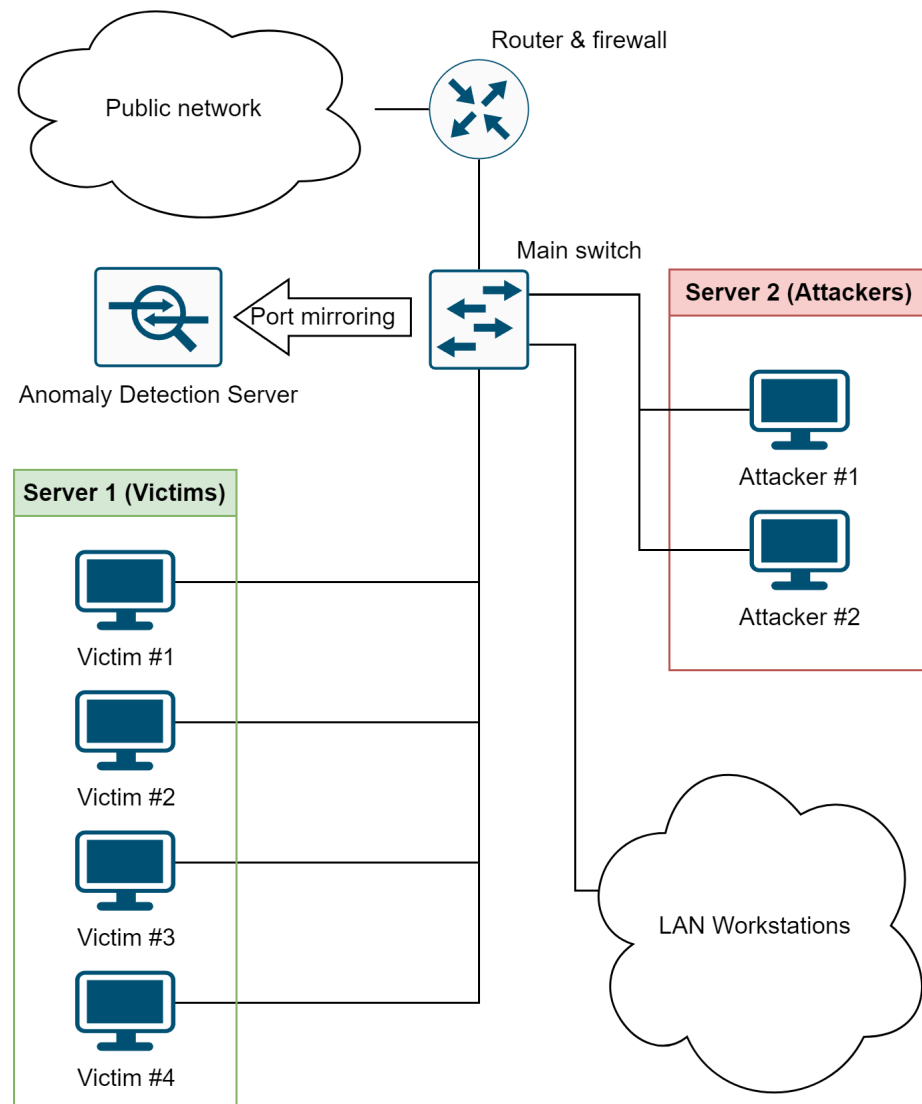 Router & firewall
Public network
Main switch
Server 2 (Attackers)
Port mirroring
Anomaly Detection Server
Attacker #1
Server 1 (Victims)
Attacker #2
Victim #1
Victim #2
LAN Workstations
Victim #3
Victim #4